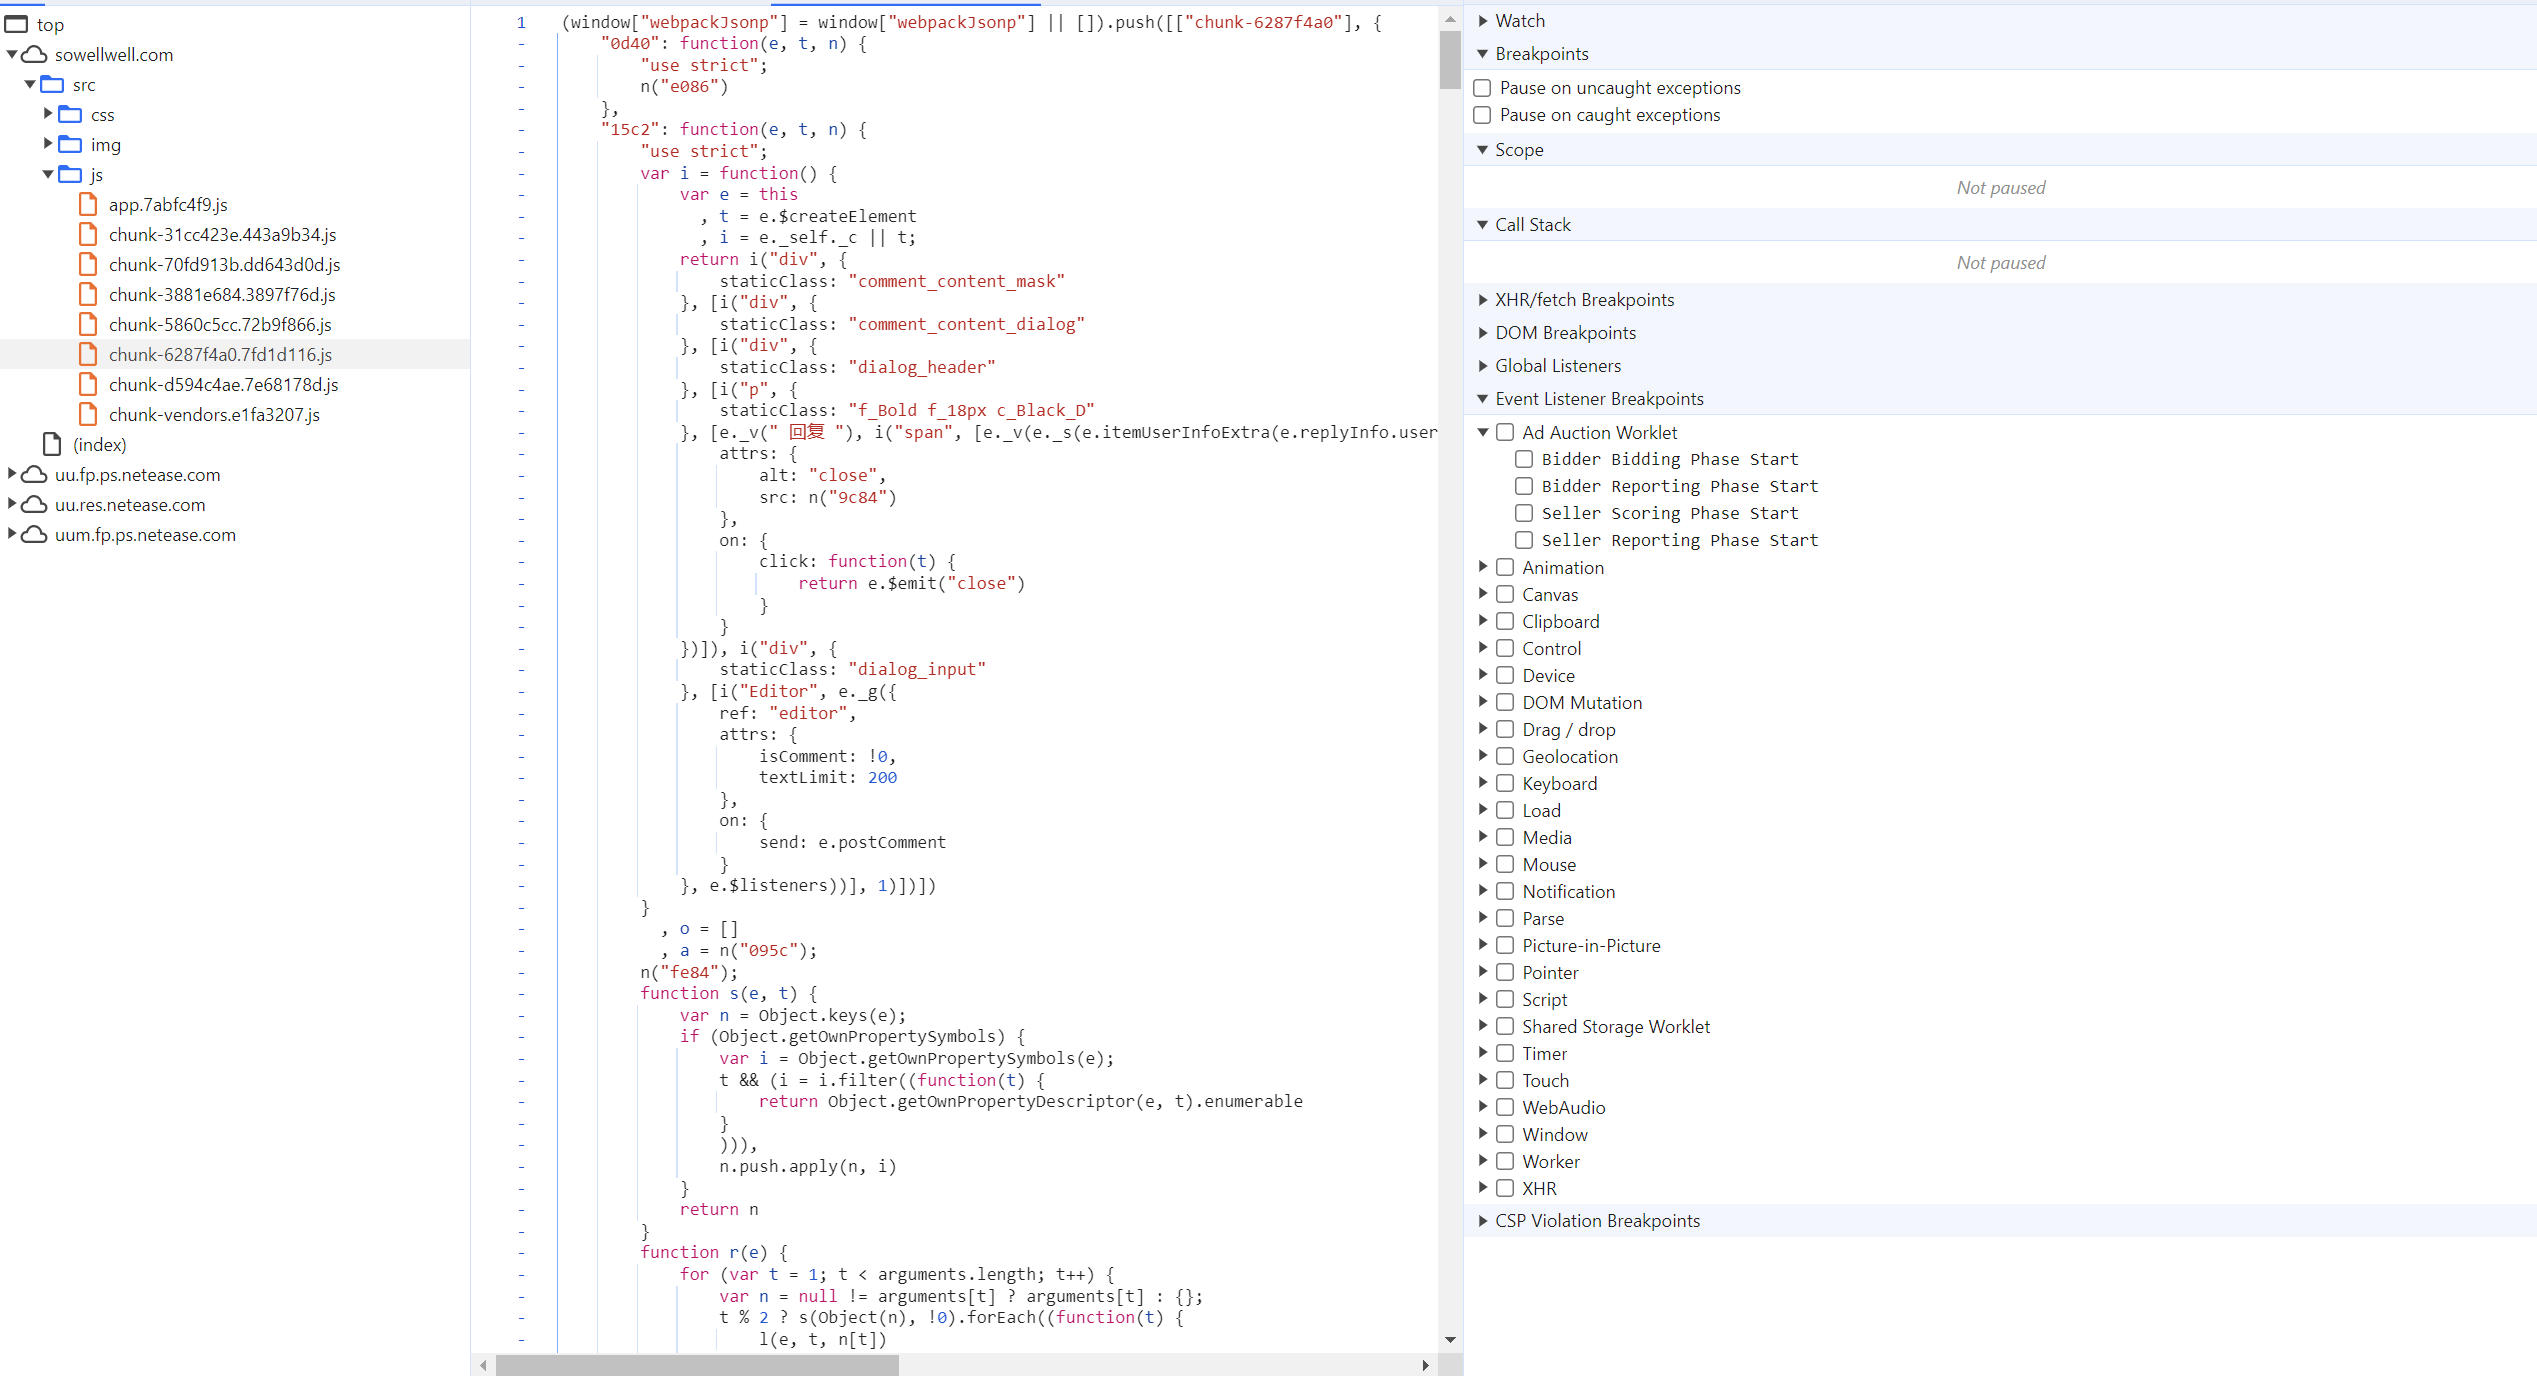 top
sowellwell.com
src
css
img
js
app.7abfc4f9.js
chunk-31cc423e.443a9b34.js
chunk-70fd913b.dd643d0d.js
chunk-3881e684.3897f76d.js
chunk-5860c5cc.72b9f866.js
chunk-6287f4a0.7fd1d116.js
chunk-d594c4ae.7e68178d.js
chunk-vendors.e1fa3207.js
(index)
uu.fp.ps.netease.com
uu.res.netease.com
uum.fp.ps.netease.com
1 (window["webpackJsonp"] = window["webpackJsonp"] || []).push([["chunk-6287f4a0"], {
- "0d40": function(e, t, n) {
- "use strict";
- n("e086")
- },
- "15c2": function(e, t, n) {
- "use strict";
- var i = function() {
- var e = this
- , t = e.$createElement
- , i = e._self._c || t;
- return i("div", {
- staticClass: "comment_content_mask"
- }, [i("div", {
- staticClass: "comment_content_dialog"
- }, [i("div", {
- staticClass: "dialog_header"
- }, [i("p", {
- staticClass: "f_Bold f_18px c_Black_D"
- }, [e._v(" 回复 "), i("span", [e._v(e._s(e.itemUserInfoExtra(e.replyInfo.user
- attrs: {
- alt: "close",
- src: n("9c84")
- },
- on: {
- click: function(t) {
- return e.$emit("close")
- }
- }
- })]), i("div", {
- staticClass: "dialog_input"
- }, [i("Editor", e._g({
- ref: "editor",
- attrs: {
- isComment: !0,
- textLimit: 200
- },
- on: {
- send: e.postComment
- }
- }, e.$listeners))], 1)])])
- }
- , o = []
- , a = n("095c");
- n("fe84");
- function s(e, t) {
- var n = Object.keys(e);
- if (Object.getOwnPropertySymbols) {
- var i = Object.getOwnPropertySymbols(e);
- t && (i = i.filter((function(t) {
- return Object.getOwnPropertyDescriptor(e, t).enumerable
- }
- ))),
- n.push.apply(n, i)
- }
- return n
- }
- function r(e) {
- for (var t = 1; t < arguments.length; t++) {
- var n = null != arguments[t] ? arguments[t] : {};
- t % 2 ? s(Object(n), !0).forEach((function(t) {
- l(e, t, n[t])
Watch
Breakpoints
Pause on uncaught exceptions
Pause on caught exceptions
Scope
Not paused
Call Stack
Not paused
XHR/fetch Breakpoints
DOM Breakpoints
Global Listeners
Event Listener Breakpoints
Ad Auction Worklet
Bidder Bidding Phase Start
Bidder Reporting Phase Start
Seller Scoring Phase Start
Seller Reporting Phase Start
Animation
Canvas
Clipboard
Control
Device
DOM Mutation
Drag / drop
Geolocation
Keyboard
Load
Media
Mouse
Notification
Parse
Picture-in-Picture
Pointer
Script
Shared Storage Worklet
Timer
Touch
WebAudio
Window
Worker
XHR
CSP Violation Breakpoints